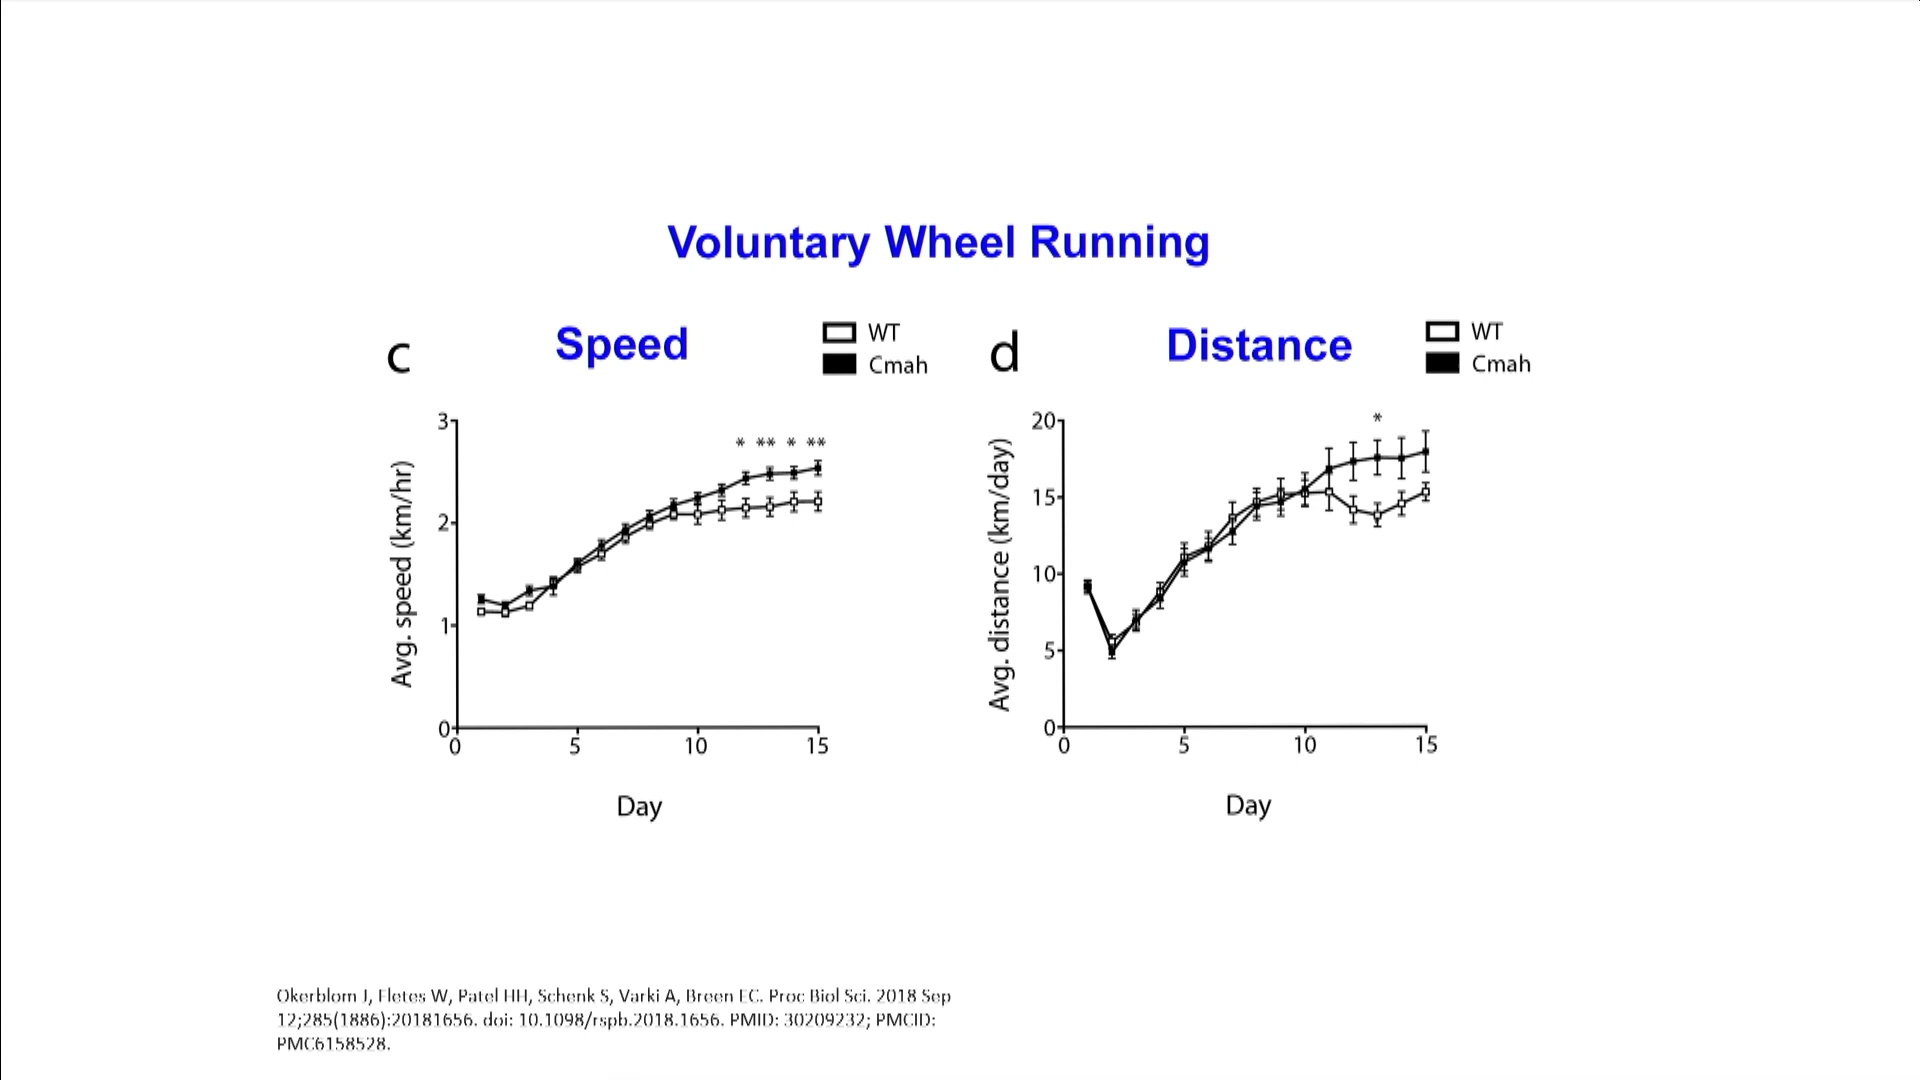 Voluntary Wheel Running
c
Speed
WT
Cmah
3
2
1
0
* ** * **
Avg. speed (km/hr)
0 5 10 15
Day
d
Distance
WT
Cmah
20
15
10
5
0
*
Avg. distance (km/day)
0 5 10 15
Day
Okerblom J, Fletes W, Patel HH, Schenk S, Varki A, Breen EC. Proc Biol Sci. 2018 Sep
12;285(1886):20181656. doi: 10.1098/rspb.2018.1656. PMID: 30209232; PMCID:
PMC6158528.